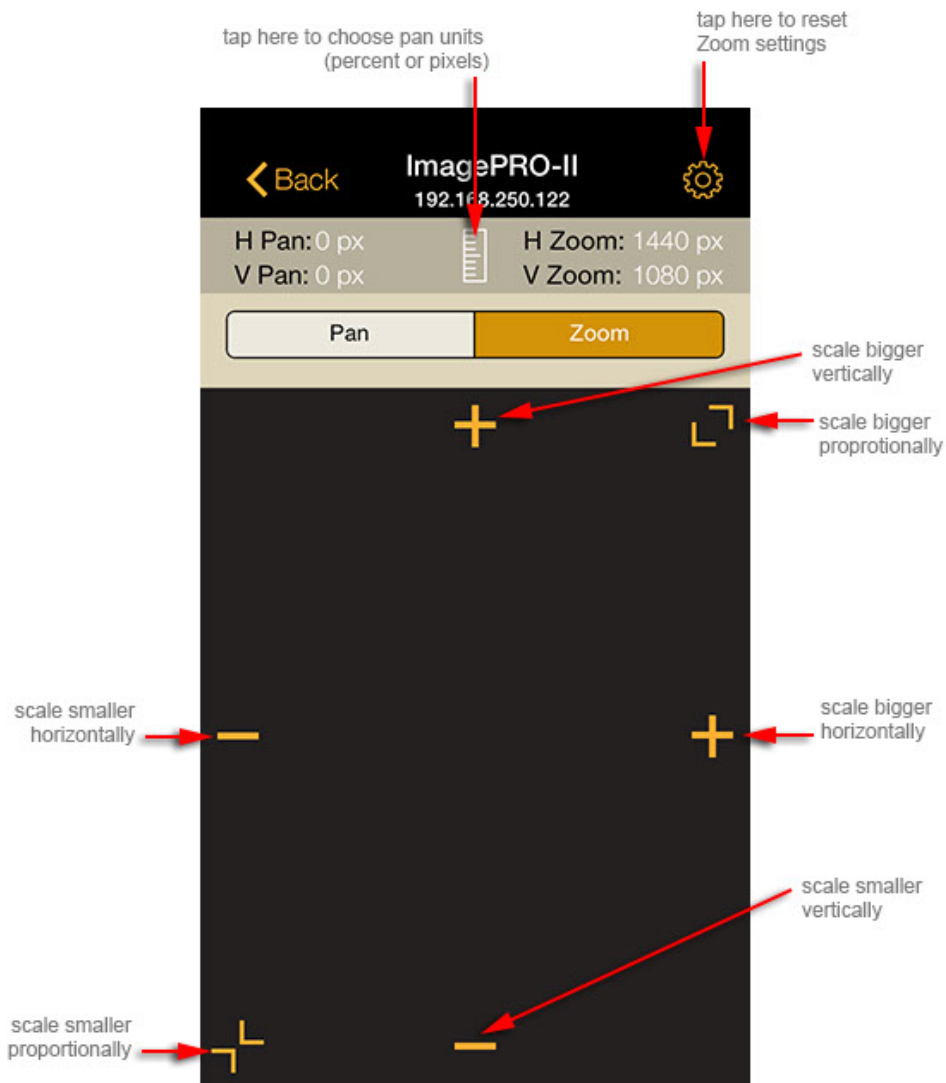 tap here to choose pan units
(percent or pixels)
tap here to reset
Zoom settings
Back
ImagePRO-II
192.168.250.122
H Pan: 0 px
H Zoom: 1440 px
V Pan: 0 px
V Zoom: 1080 px
Pan
Zoom
scale bigger
vertically
scale bigger
proprotionally
scale smaller
horizontally
scale bigger
horizontally
scale smaller
vertically
scale smaller
proportionally